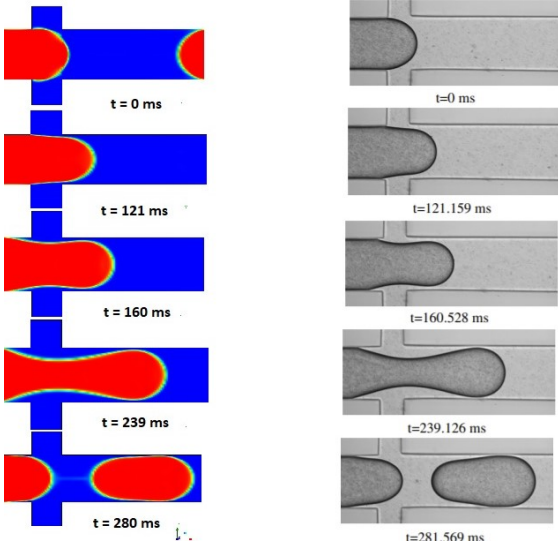 t = 0 ms
t=0 ms
t = 121 ms
t=121.159 ms
t = 160 ms
t=160.528 ms
t = 239 ms
t=239.126 ms
t = 280 ms
t=281.569 ms